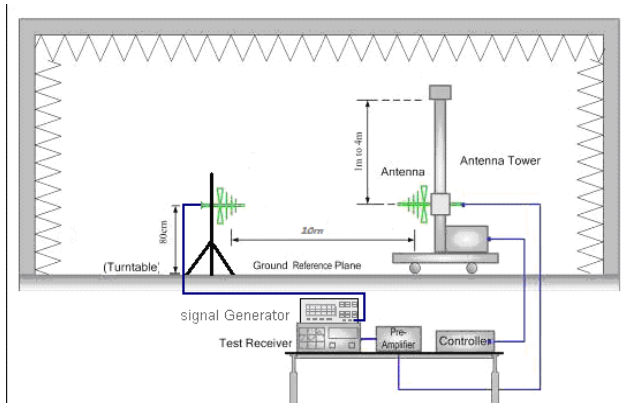 1m to 4m
Antenna
Antenna Tower
80cm
10m
(Turntable)
Ground Reference Plane
signal Generator
Test Receiver
Pre-
Amplifier
Controller